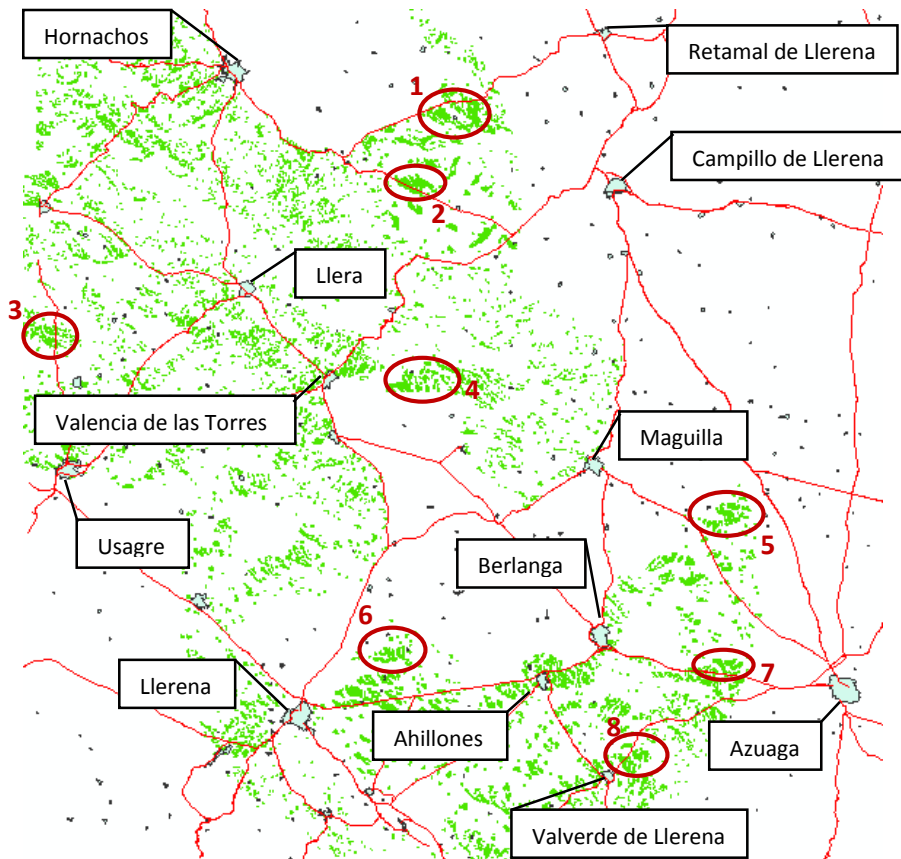 Hornachos
Retamal de Llerena
1
Campillo de Llerena
2
Llera
3
4
Valencia de las Torres
Maguilla
5
Usagre
Berlanga
6
7
Llerena
8
Ahillones
Azuaga
Valverde de Llerena